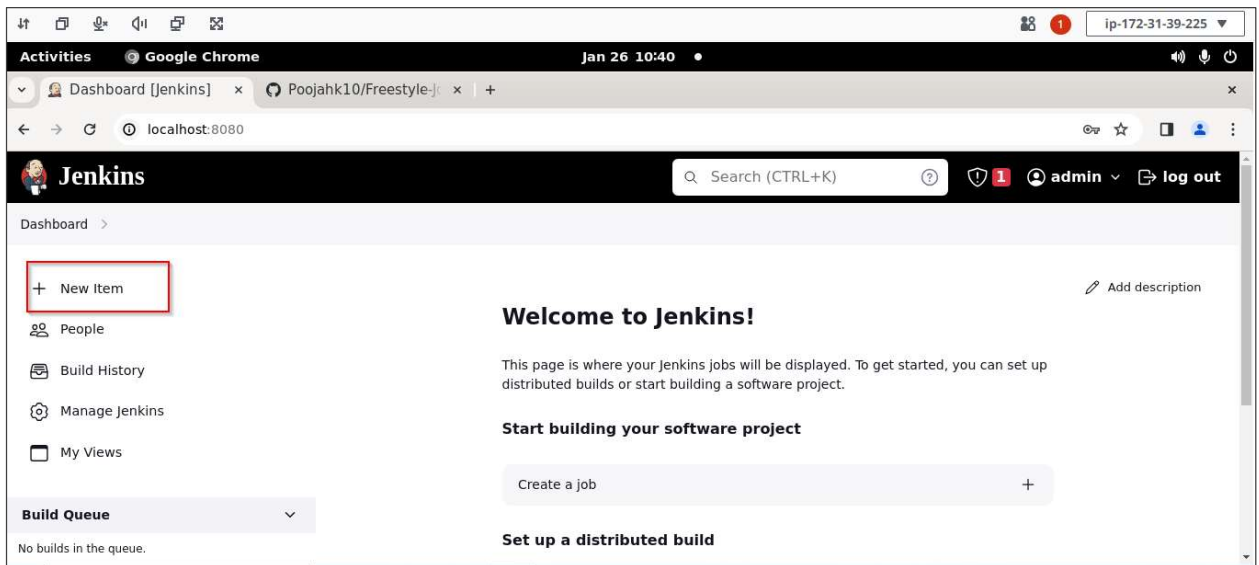 1 ip-172-31-39-225
Activities Google Chrome Jan 26 10:40
Dashboard [Jenkins] × Poojahk10/Freestyle-J × +
localhost:8080
Jenkins Search (CTRL+K) 1 admin log out
Dashboard
+ New Item
Add description
People
Build History
Manage Jenkins
My Views
Build Queue
No builds in the queue.
Welcome to Jenkins!
This page is where your Jenkins jobs will be displayed. To get started, you can set up
distributed builds or start building a software project.
Start building your software project
Create a job +
Set up a distributed build